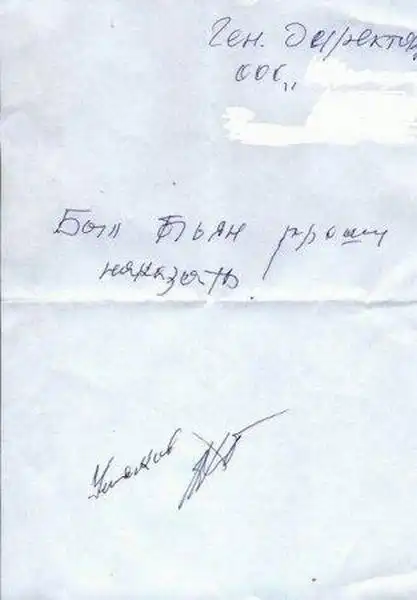 Ген. Директор
ооо „
Был Пьян прошу
наказать.